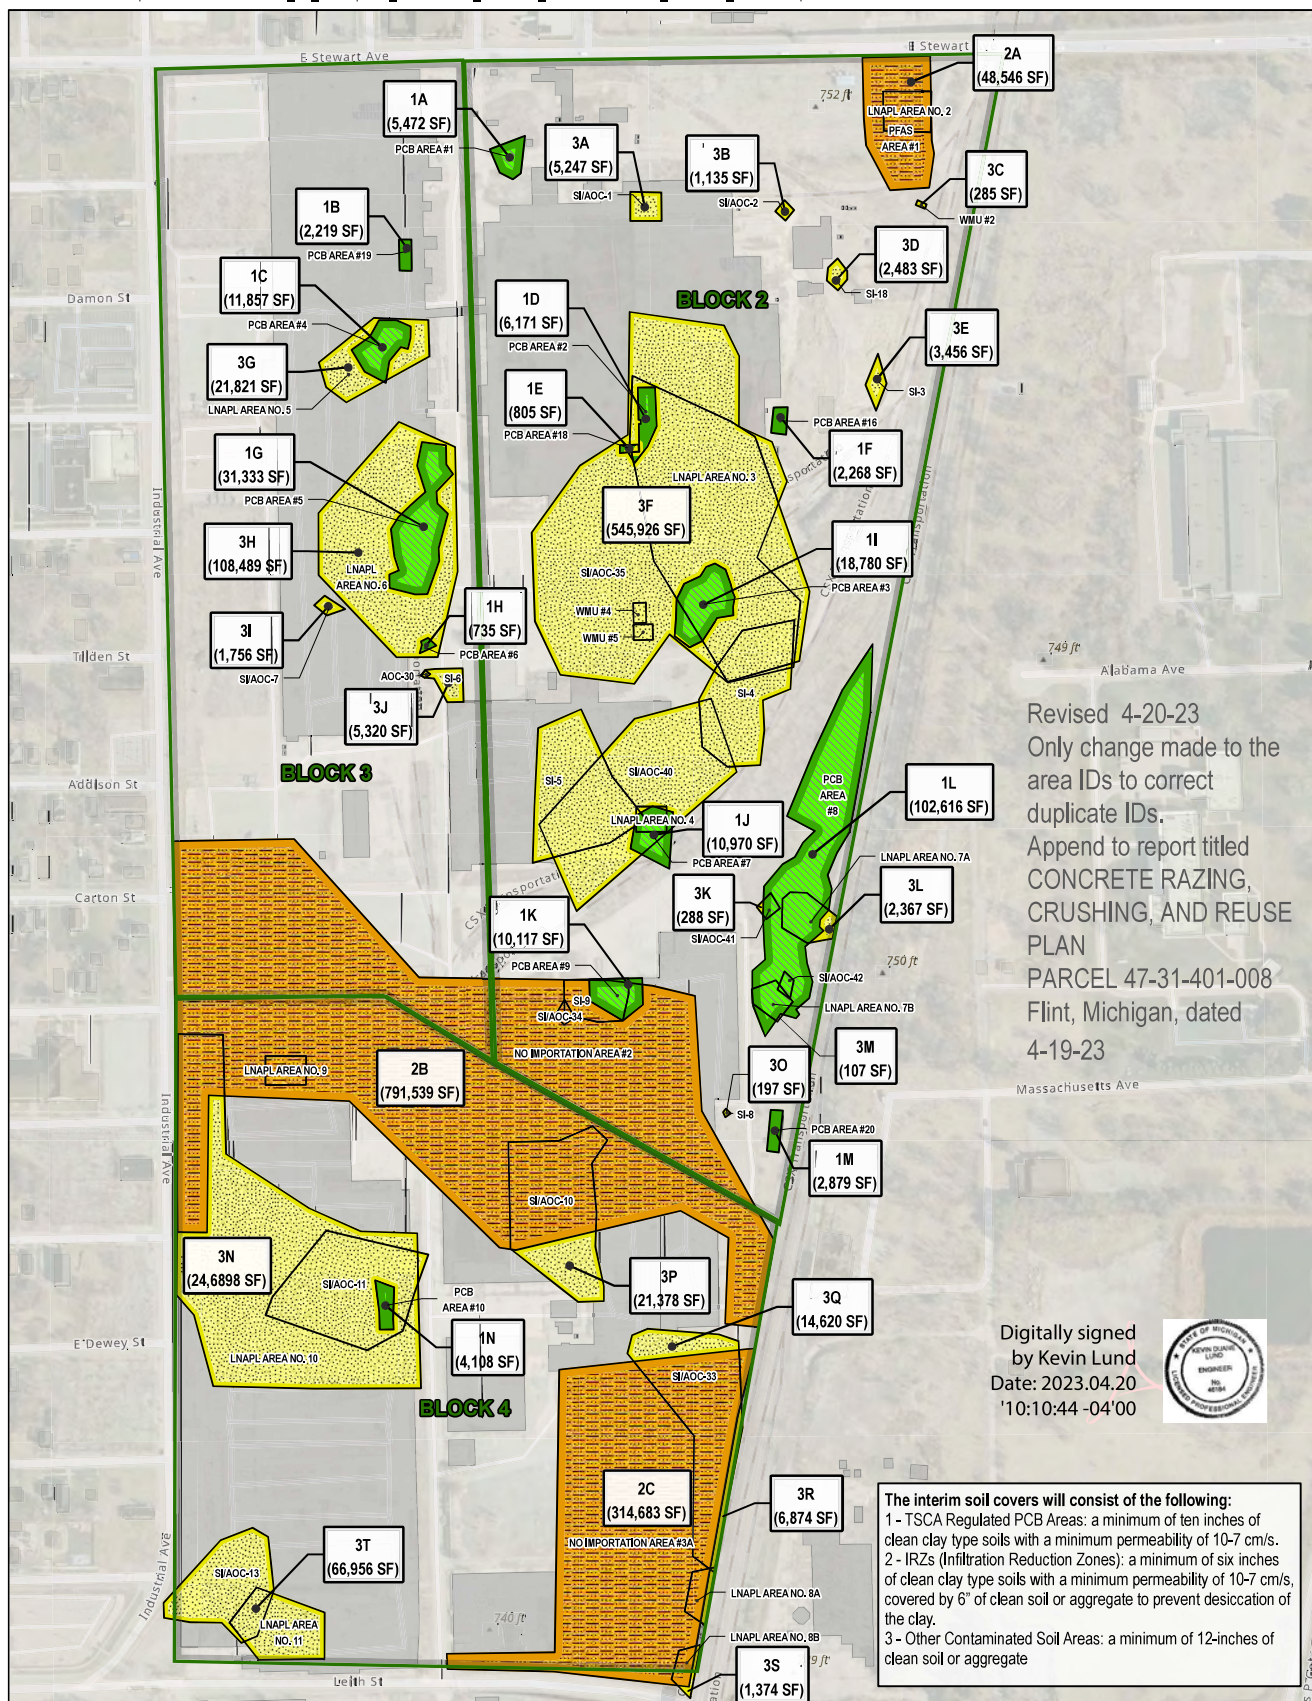 E Stewart Ave
E Stewart
2A
(48,546 SF)
752 ft
LNAPL AREA NO. 2
PFAS
AREA #1
1A
(5,472 SF)
PCB AREA #1
3A
(5,247 SF)
SI/AOC-1
3B
(1,135 SF)
SI/AOC-2
3C
(285 SF)
WMU #2
1B
(2,219 SF)
PCB AREA #19
3D
(2,483 SF)
SI-18
1C
(11,857 SF)
PCB AREA #4
Damon St
BLOCK 2
1D
(6,171 SF)
PCB AREA #2
3E
(3,456 SF)
SI-3
3G
(21,821 SF)
LNAPL AREA NO. 5
1E
(805 SF)
PCB AREA #18
PCB AREA #16
1F
(2,268 SF)
1G
(31,333 SF)
PCB AREA #5
LNAPL AREA NO. 3
3F
(545,926 SF)
Industrial Ave
3H
(108,489 SF)
LNAPL
AREA NO. 6
1I
(18,780 SF)
PCB AREA #3
SI/AOC-35
WMU #4
WMU #5
1H
(735 SF)
PCB AREA #6
3I
(1,756 SF)
SI/AOC-7
Tilden St
749 ft
Alabama Ave
AOC-30
SI-6
SI-4
3J
(5,320 SF)
Revised 4-20-23
Only change made to the
area IDs to correct
duplicate IDs.
Append to report titled
CONCRETE RAZING,
CRUSHING, AND REUSE
PLAN
PARCEL 47-31-401-008
Flint, Michigan, dated
4-19-23
BLOCK 3
Addison St
SI-5
SI/AOC-40
PCB
AREA
#8
1L
(102,616 SF)
LNAPL AREA NO. 4
1J
(10,970 SF)
PCB AREA #7
LNAPL AREA NO. 7A
Carton St
CSX Transportati
3K
(288 SF)
SI/AOC-41
3L
(2,367 SF)
1K
(10,117 SF)
PCB AREA #9
750 ft
SI/AOC-42
SI-9
SI/AOC-34
LNAPL AREA NO. 7B
NO IMPORTATION AREA #2
3M
(107 SF)
LNAPL AREA NO. 9
2B
(791,539 SF)
3O
(197 SF)
SI-8
Massachusetts Ave
Industrial Ave
PCB AREA #20
1M
(2,879 SF)
SI/AOC-10
3N
(24,6898 SF)
SI/AOC-11
PCB
AREA #10
3P
(21,378 SF)
3Q
(14,620 SF)
E Dewey St
1N
(4,108 SF)
LNAPL AREA NO. 10
SI/AOC-33
BLOCK 4
Digitally signed
by Kevin Lund
Date: 2023.04.20
'10:10:44 -04'00
STATE OF MICHIGAN
KEVIN DUANE
LUND
ENGINEER
No.
LICENSED PROFESSIONAL ENGINEER
2C
(314,683 SF)
3R
(6,874 SF)
NO IMPORTATION AREA #3A
3T
(66,956 SF)
SI/AOC-13
LNAPL AREA
NO. 11
Industrial Ave
LNAPL AREA NO. 8A
740 ft
LNAPL AREA NO. 8B
9 ft
3S
(1,374 SF)
Leith St
The interim soil covers will consist of the following:
1 - TSCA Regulated PCB Areas: a minimum of ten inches of
clean clay type soils with a minimum permeability of 10-7 cm/s.
2 - IRZs (Infiltration Reduction Zones): a minimum of six inches
of clean clay type soils with a minimum permeability of 10-7 cm/s,
covered by 6" of clean soil or aggregate to prevent desiccation of
the clay.
3 - Other Contaminated Soil Areas: a minimum of 12-inches of
clean soil or aggregate